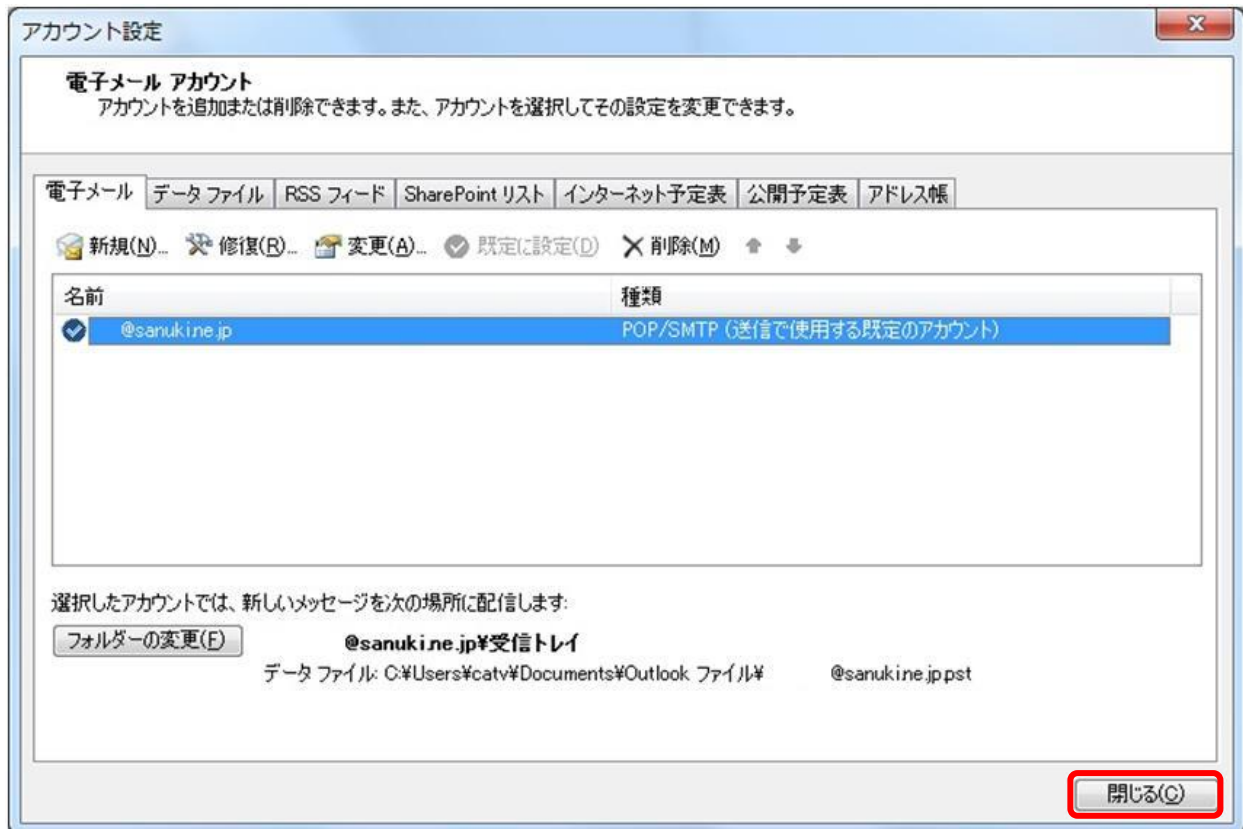 アカウント設定
電子メール アカウント
アカウントを追加または削除できます。また、アカウントを選択してその設定を変更できます。
電子メール データ ファイル RSS フィード SharePoint リスト インターネット予定表 公開予定表 アドレス帳
新規(N)... 修復(R)... 変更(A)... 既定に設定(D) 削除(M)
名前 種類
@sanuki.ne.jp POP/SMTP (送信で使用する既定のアカウント)
選択したアカウントでは、新しいメッセージを次の場所に配信します:
フォルダーの変更(F) @sanuki.ne.jp¥受信トレイ
データ ファイル: C:¥Users¥catv¥Documents¥Outlook ファイル¥ @sanuki.ne.jp.pst
閉じる(C)